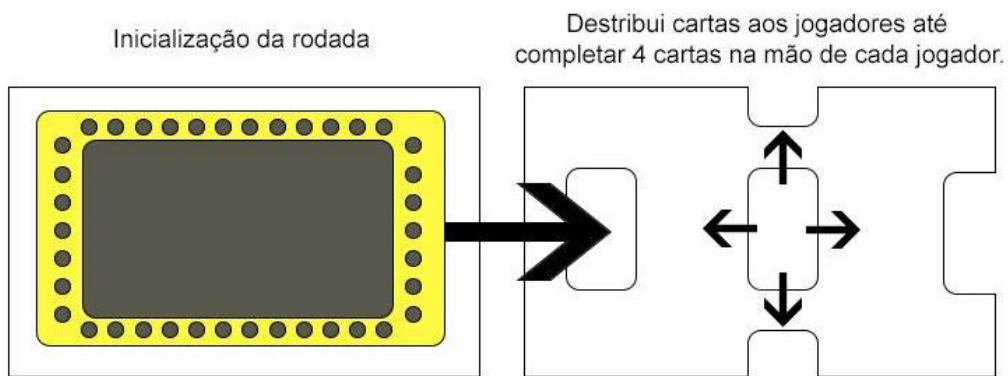 Inicialização da rodada
Destribui cartas aos jogadores até
completar 4 cartas na mão de cada jogador.